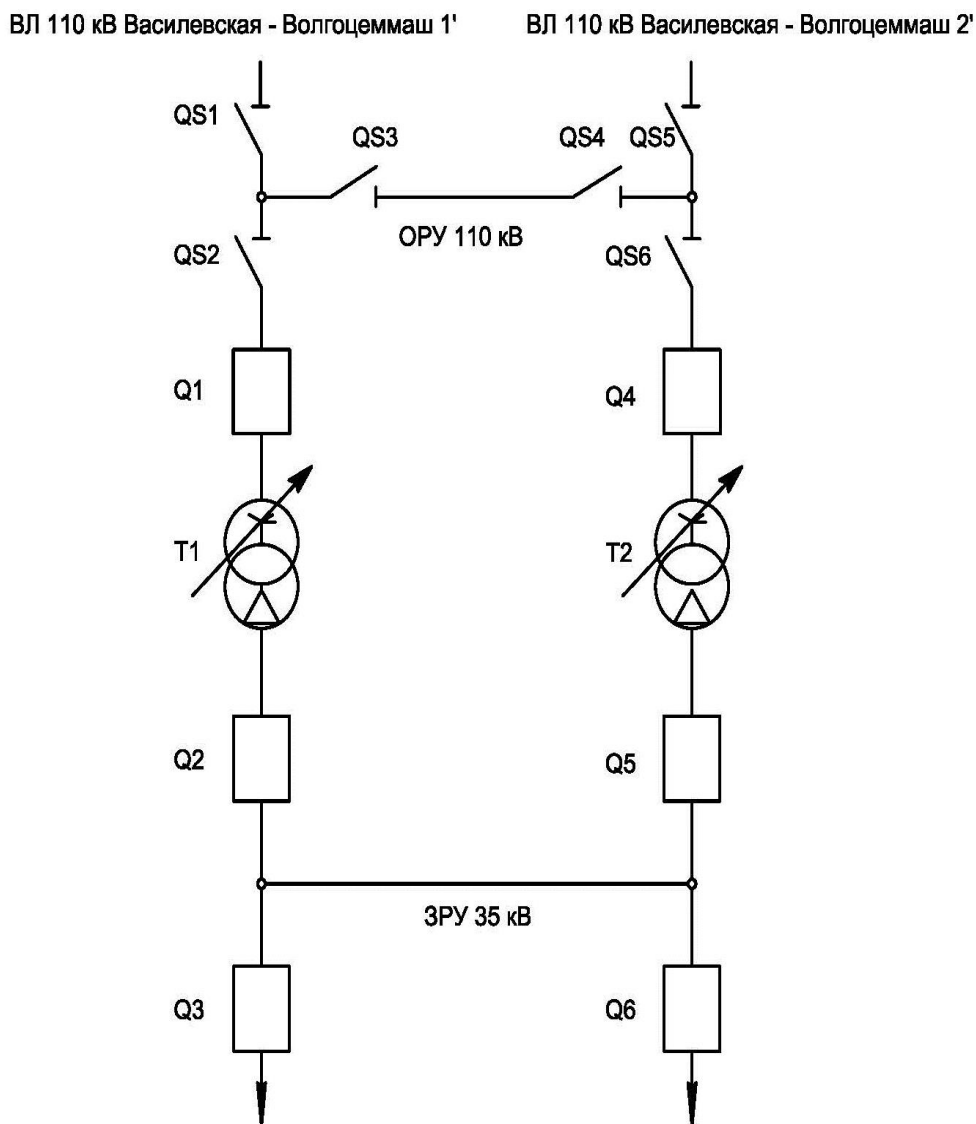 ВЛ 110 кВ Василевская - Волгоцеммаш 1' ВЛ 110 кВ Василевская - Волгоцеммаш 2'
QS1
QS3
QS4 QS5
ОРУ 110 кВ
QS2
QS6
Q1
Q4
T1
T2
Q2
Q5
ЗРУ 35 кВ
Q3
Q6